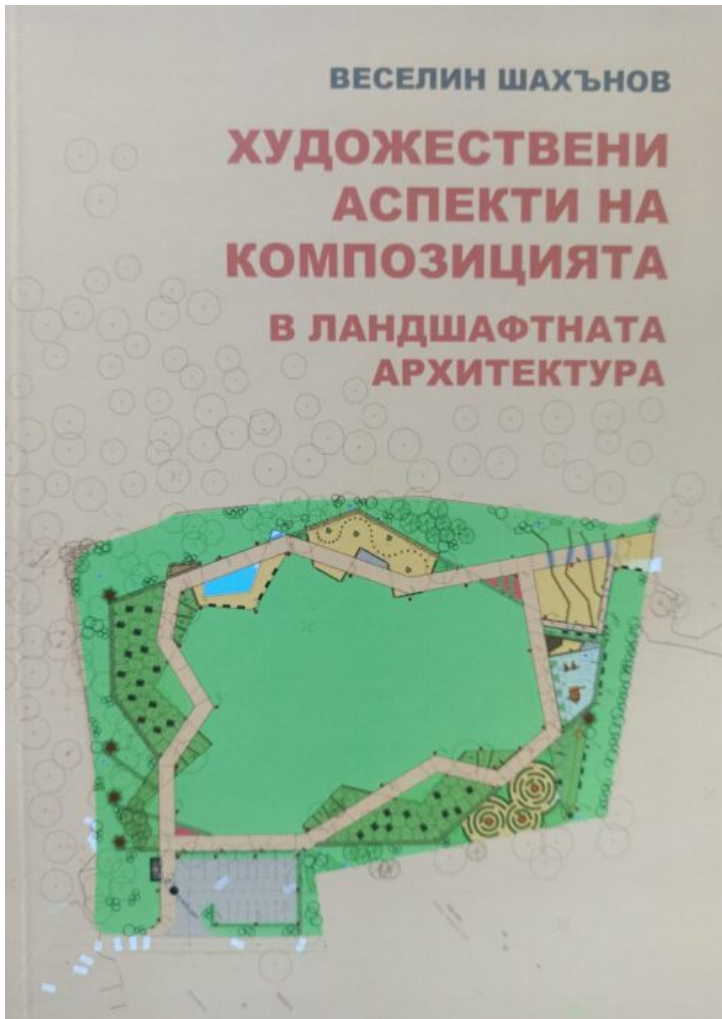 ВЕСЕЛИН ШАХЪНОВ
ХУДОЖЕСТВЕНИ
АСПЕКТИ НА
КОМПОЗИЦИЯТА
В ЛАНДШАФТНАТА
АРХИТЕКТУРА